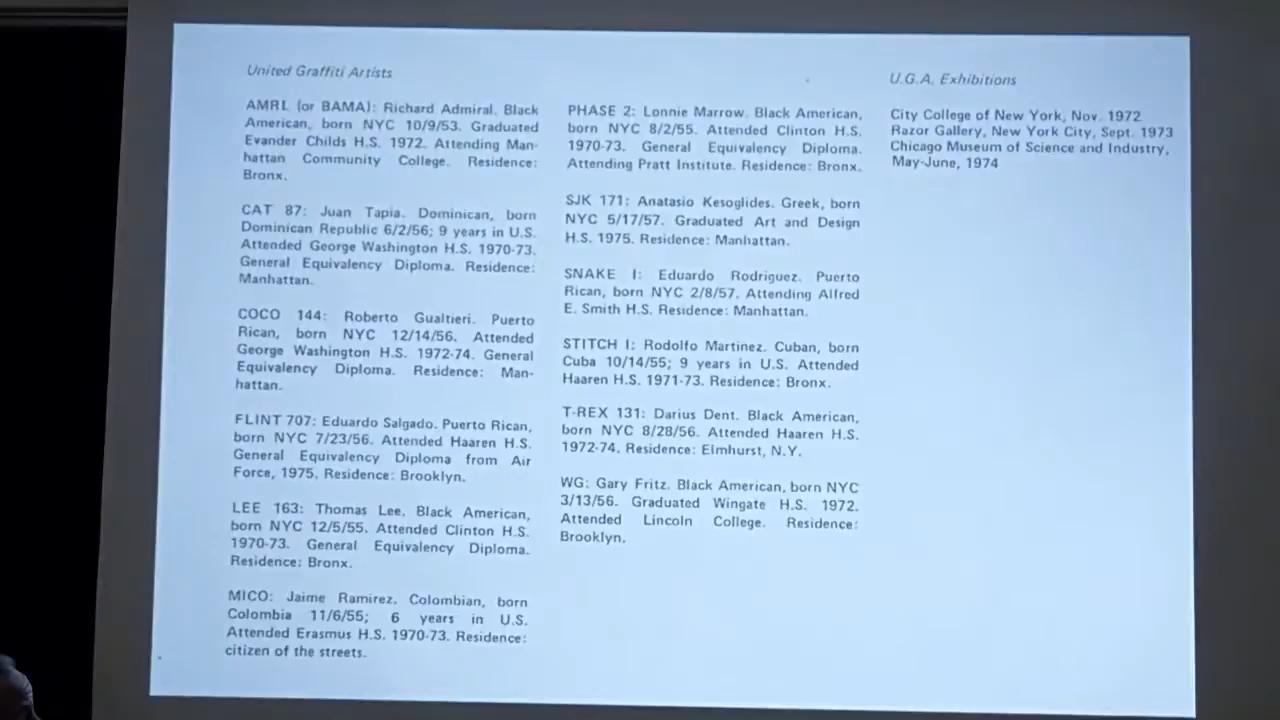 United Graffiti Artists
AMRL (or BAMA): Richard Admiral. Black
American, born NYC 10/9/53. Graduated
Evander Childs H.S. 1972. Attending Man-
hattan Community College. Residence:
Bronx.
CAT 87: Juan Tapia. Dominican, born
Dominican Republic 6/2/56; 9 years in U.S.
Attended George Washington H.S. 1970-73.
General Equivalency Diploma. Residence:
Manhattan.
COCO 144: Roberto Gualtieri. Puerto
Rican, born NYC 12/14/56. Attended
George Washington H.S. 1972-74. General
Equivalency Diploma. Residence: Man-
hattan.
FLINT 707: Eduardo Salgado. Puerto Rican,
born NYC 7/23/56. Attended Haaren H.S.
General Equivalency Diploma from Air
Force, 1975. Residence: Brooklyn.
LEE 163: Thomas Lee. Black American,
born NYC 12/5/55. Attended Clinton H.S.
1970-73. General Equivalency Diploma.
Residence: Bronx.
MICO: Jaime Ramirez. Colombian, born
Colombia 11/6/55; 6 years in U.S.
Attended Erasmus H.S. 1970-73. Residence:
citizen of the streets.
PHASE 2: Lonnie Marrow. Black American,
born NYC 8/2/55. Attended Clinton H.S.
1970-73. General Equivalency Diploma.
Attending Pratt Institute. Residence: Bronx.
SJK 171: Anatasio Kesoglides. Greek, born
NYC 5/17/57. Graduated Art and Design
H.S. 1975. Residence: Manhattan.
SNAKE I: Eduardo Rodriguez. Puerto
Rican, born NYC 2/8/57. Attending Alfred
E. Smith H.S. Residence: Manhattan.
STITCH I: Rodolfo Martinez. Cuban, born
Cuba 10/14/55; 9 years in U.S. Attended
Haaren H.S. 1971-73. Residence: Bronx.
T-REX 131: Darius Dent. Black American,
born NYC 8/28/56. Attended Haaren H.S.
1972-74. Residence: Elmhurst, N.Y.
WG: Gary Fritz. Black American, born NYC
3/13/56. Graduated Wingate H.S. 1972.
Attended Lincoln College. Residence:
Brooklyn.
U.G.A. Exhibitions
City College of New York, Nov. 1972
Razor Gallery, New York City, Sept. 1973
Chicago Museum of Science and Industry,
May-June, 1974